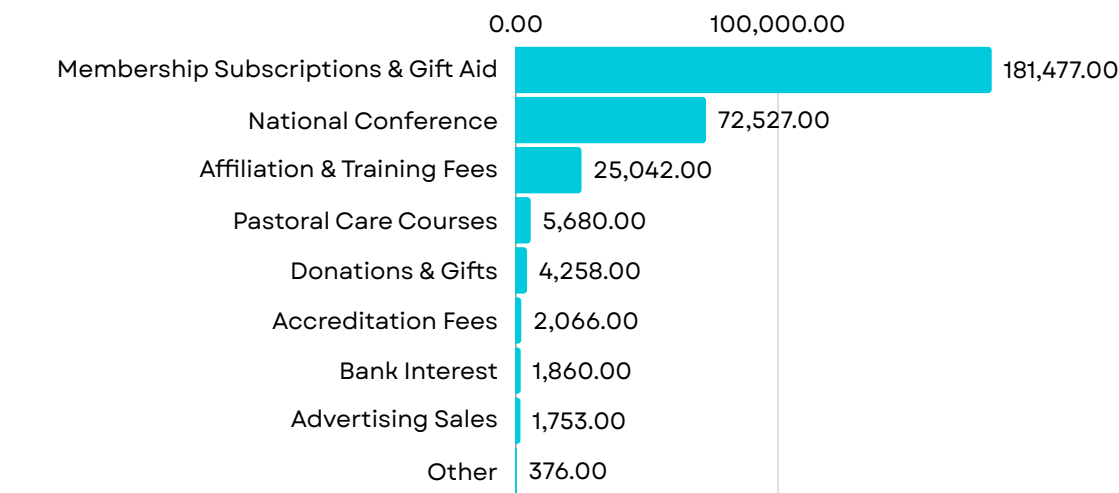 0.00 100,000.00
Membership Subscriptions & Gift Aid 181,477.00
National Conference 72,527.00
Affiliation & Training Fees 25,042.00
Pastoral Care Courses 5,680.00
Donations & Gifts 4,258.00
Accreditation Fees 2,066.00
Bank Interest 1,860.00
Advertising Sales 1,753.00
Other 376.00